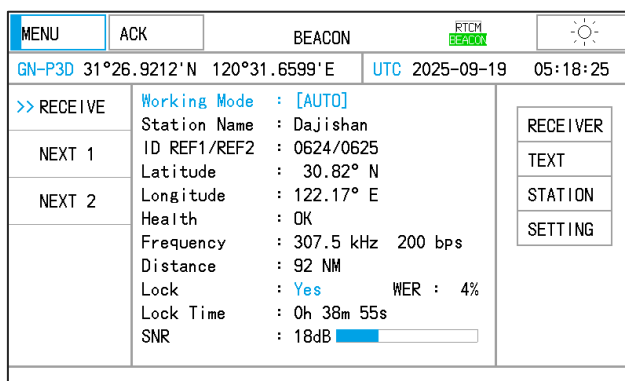 MENU ACK BEACON RTCM
BEACON
GN-P3D 31°26.9212'N 120°31.6599'E UTC 2025-09-19 05:18:25
>> RECEIVE
NEXT 1
NEXT 2
Working Mode : [AUTO]
Station Name : Dajishan
ID REF1/REF2 : 0624/0625
Latitude : 30.82° N
Longitude : 122.17° E
Health : OK
Frequency : 307.5 kHz 200 bps
Distance : 92 NM
Lock : Yes WER : 4%
Lock Time : 0h 38m 55s
SNR : 18dB
RECEIVER
TEXT
STATION
SETTING